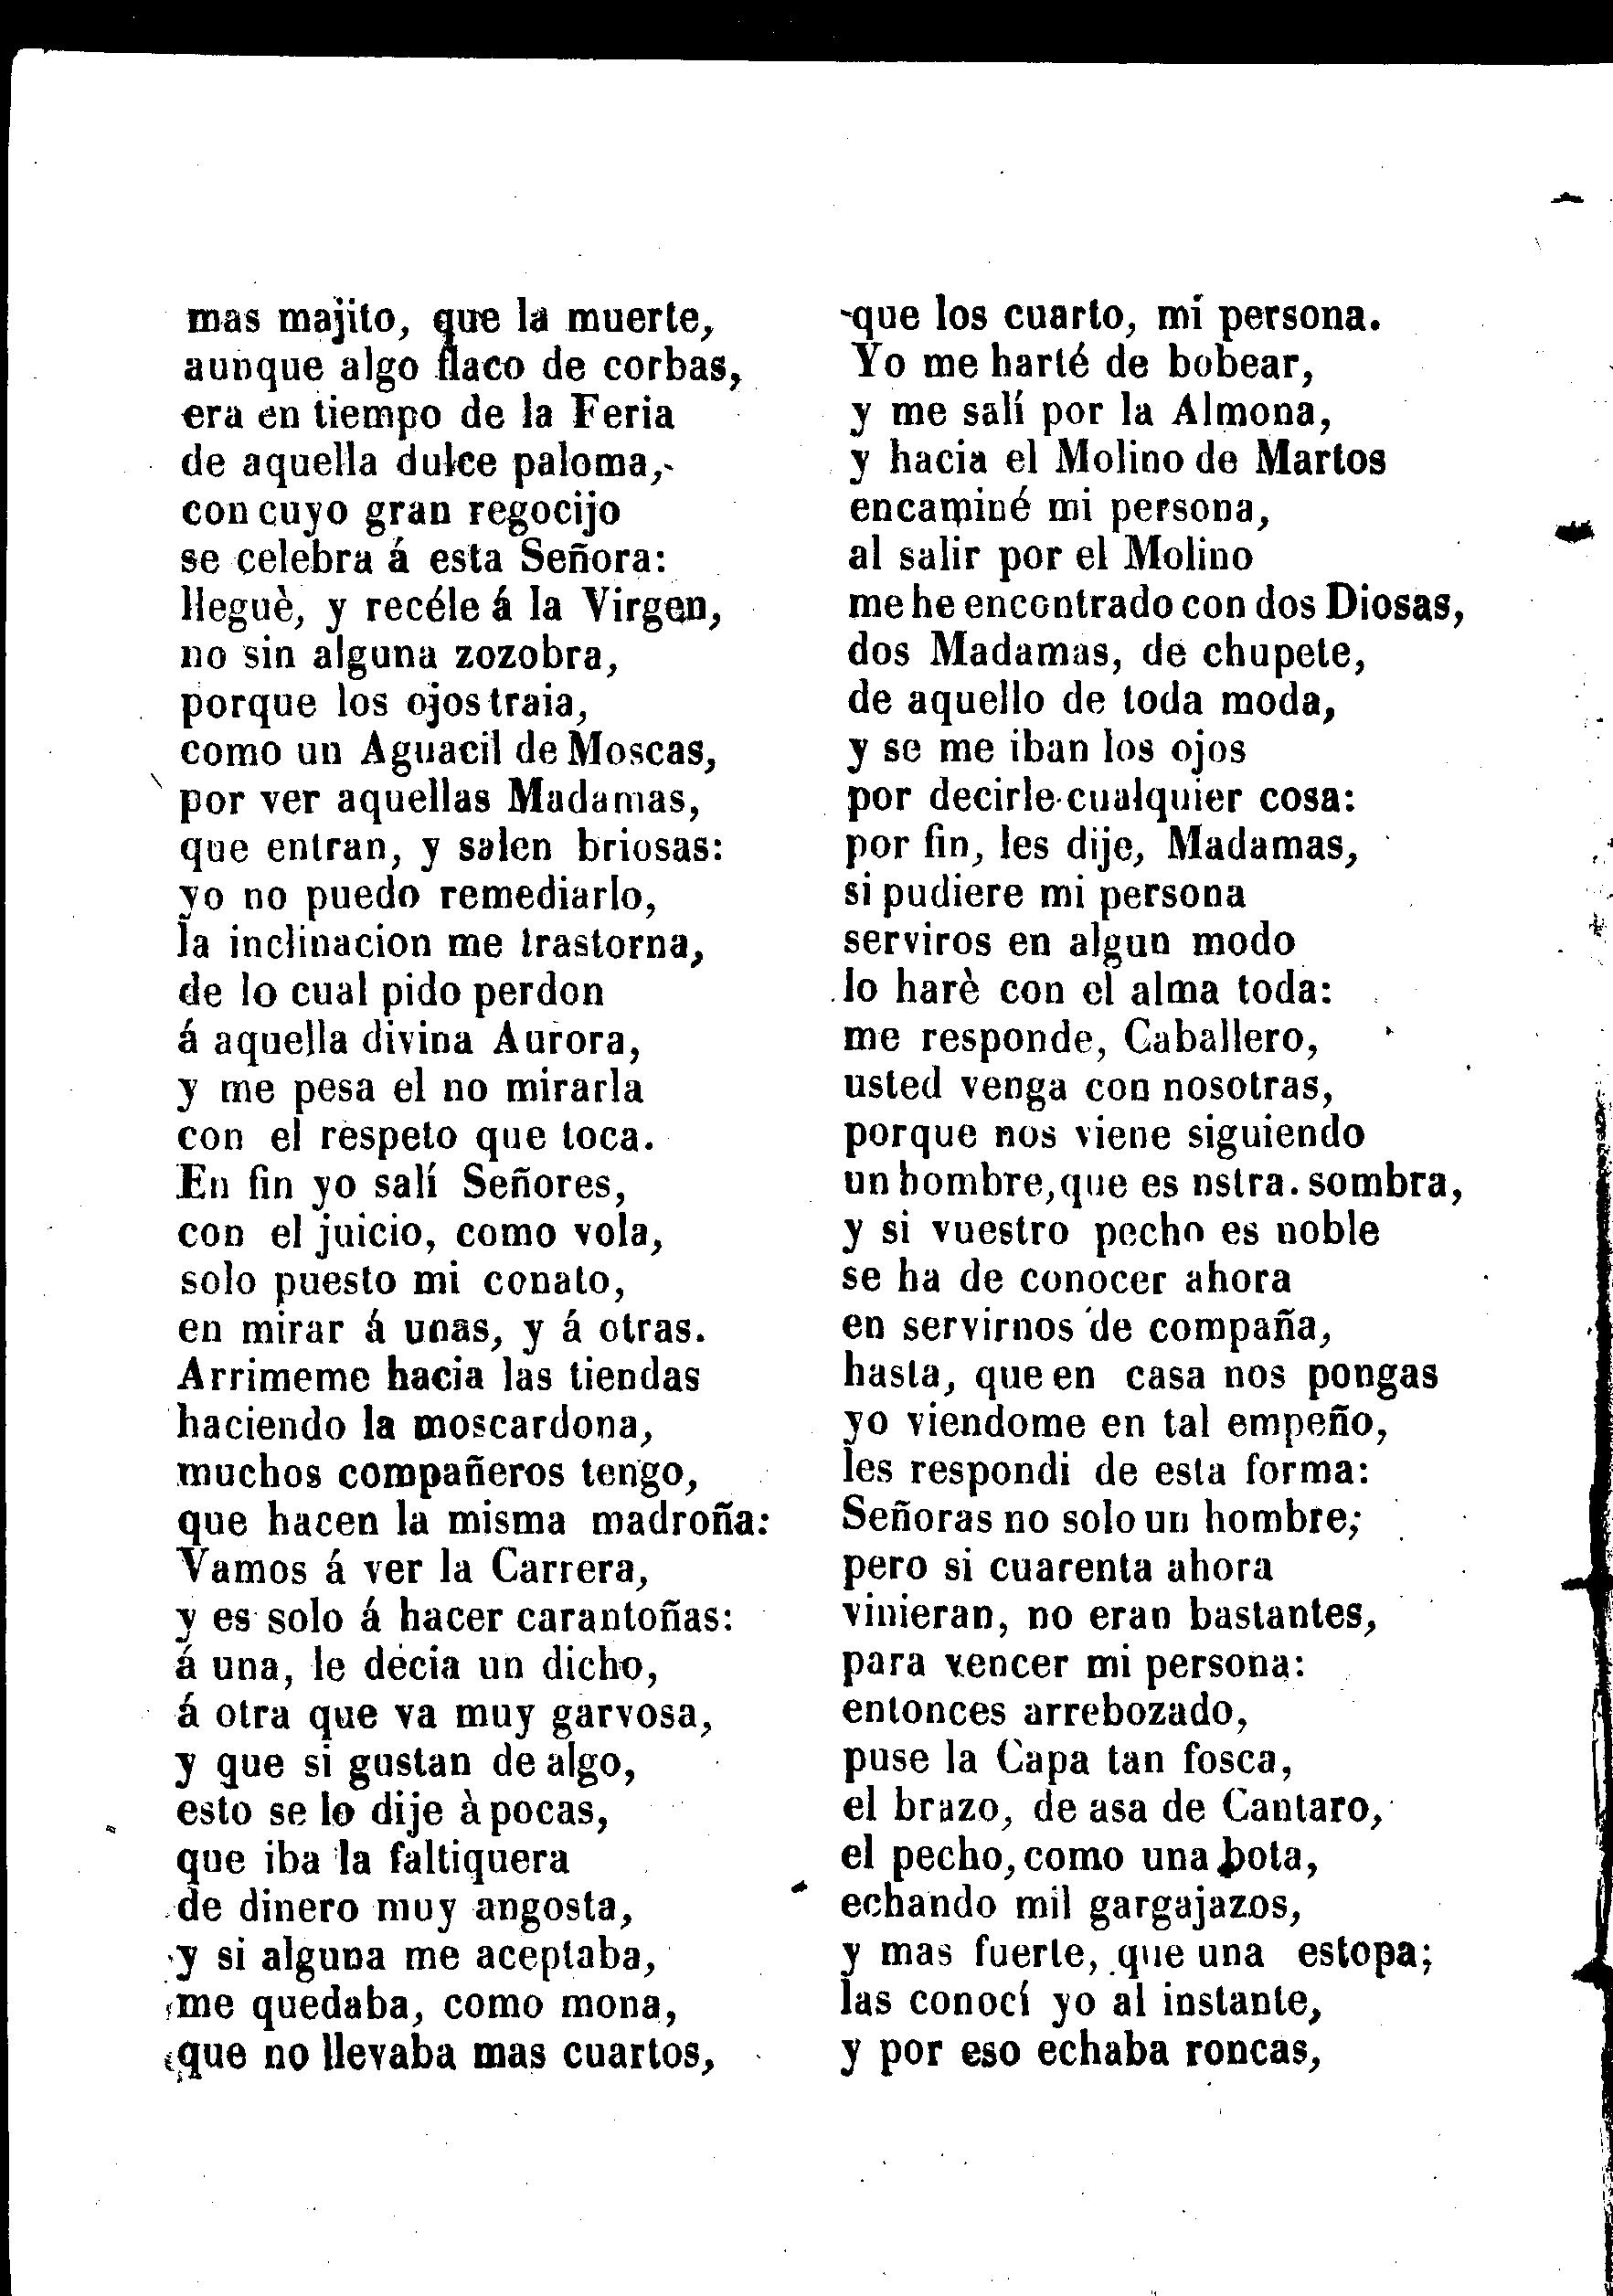 mas majito, que la muerte,
aunque algo flaco de corbas,
era en tiempo de la Feria
de aquella dulce paloma,
con cuyo gran regocijo
se celebra á esta Señora:
lleguè, y recéle á la Virgen,
no sin alguna zozobra,
porque los ojos traia,
como un Aguacil de Moscas,
por ver aquellas Madamas,
que entran, y salen briosas:
yo no puedo remediarlo,
la inclinacion me trastorna,
de lo cual pido perdon
á aquella divina Aurora,
y me pesa el no mirarla
con el respeto que toca.
En fin yo salí Señores,
con el juicio, como vola,
solo puesto mi conato,
en mirar á unas, y á otras.
Arrimeme hacia las tiendas
haciendo la moscardona,
muchos compañeros tengo,
que hacen la misma madroña:
Vamos á ver la Carrera,
y es solo á hacer carantoñas:
á una, le decia un dicho,
á otra que va muy garvosa,
y que si gustan de algo,
esto se lo dije à pocas,
que iba la faltiquera
de dinero muy angosta,
y si alguna me aceptaba,
me quedaba, como mona,
que no llevaba mas cuartos,
que los cuarto, mi persona.
Yo me harté de bobear,
y me salí por la Almona,
y hacia el Molino de Martos
encaminé mi persona,
al salir por el Molino
me he encontrado con dos Diosas,
dos Madamas, de chupete,
de aquello de toda moda,
y se me iban los ojos
por decirle cualquier cosa:
por fin, les dije, Madamas,
si pudiere mi persona
serviros en algun modo
lo harè con el alma toda:
me responde, Caballero,
usted venga con nosotras,
porque nos viene siguiendo
un hombre, que es nstra. sombra,
y si vuestro pecho es noble
se ha de conocer ahora
en servirnos de compaña,
hasta, que en casa nos pongas
yo viendome en tal empeño,
les respondi de esta forma:
Señoras no solo un hombre;
pero si cuarenta ahora
vinieran, no eran bastantes,
para vencer mi persona:
entonces arrebozado,
puse la Capa tan fosca,
el brazo, de asa de Cantaro,
el pecho, como una bota,
echando mil gargajazos,
y mas fuerte, que una estopa;
las conocí yo al instante,
y por eso echaba roncas,